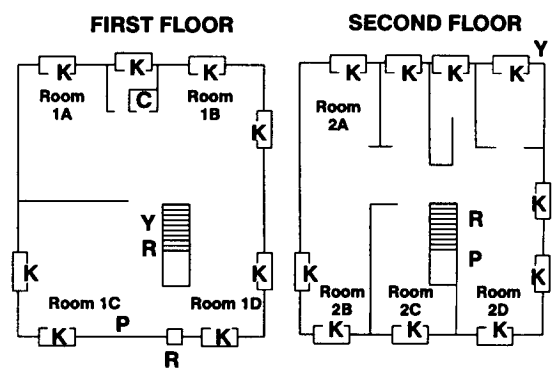 FIRST FLOOR
K K K
Room 1A
C
Room 1B
K
Y
R
K K
Room 1C
P
Room 1D
K K
R
SECOND FLOOR
Y
K K K K
Room 2A
K
R
P
K K
Room 2B
Room 2C
Room 2D
K K K